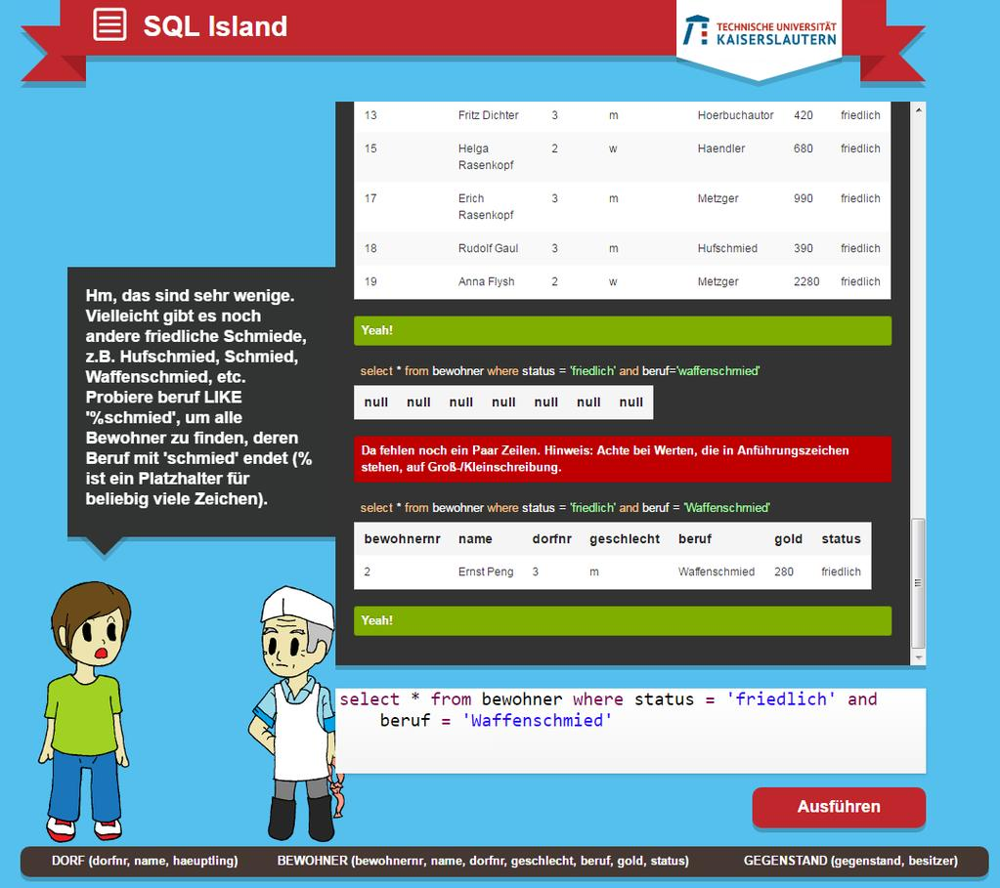 SQL Island
TECHNISCHE UNIVERSITÄT
KAISERSLAUTERN
13 Fritz Dichter 3 m Hoerbuchautor 420 friedlich
15 Helga Rasenkopf 2 w Haendler 680 friedlich
17 Erich Rasenkopf 3 m Metzger 990 friedlich
18 Rudolf Gaul 3 m Hufschmied 390 friedlich
19 Anna Flysh 2 w Metzger 2280 friedlich
Yeah!
select * from bewohner where status = 'friedlich' and beruf='waffenschmied'
null null null null null null null
Da fehlen noch ein Paar Zeilen. Hinweis: Achte bei Werten, die in Anführungszeichen
stehen, auf Groß-/Kleinschreibung.
select * from bewohner where status = 'friedlich' and beruf = 'Waffenschmied'
bewohnernr name dorfnr geschlecht beruf gold status
2 Ernst Peng 3 m Waffenschmied 280 friedlich
Yeah!
Hm, das sind sehr wenige.
Vielleicht gibt es noch
andere friedliche Schmiede,
z.B. Hufschmied, Schmied,
Waffenschmied, etc.
Probiere beruf LIKE
'%schmied', um alle
Bewohner zu finden, deren
Beruf mit 'schmied' endet (%
ist ein Platzhalter für
beliebig viele Zeichen).
select * from bewohner where status = 'friedlich' and
beruf = 'Waffenschmied'
Ausführen
DORF (dorfnr, name, haeuptling) BEWOHNER (bewohnernr, name, dorfnr, geschlecht, beruf, gold, status) GEGENSTAND (gegenstand, besitzer)